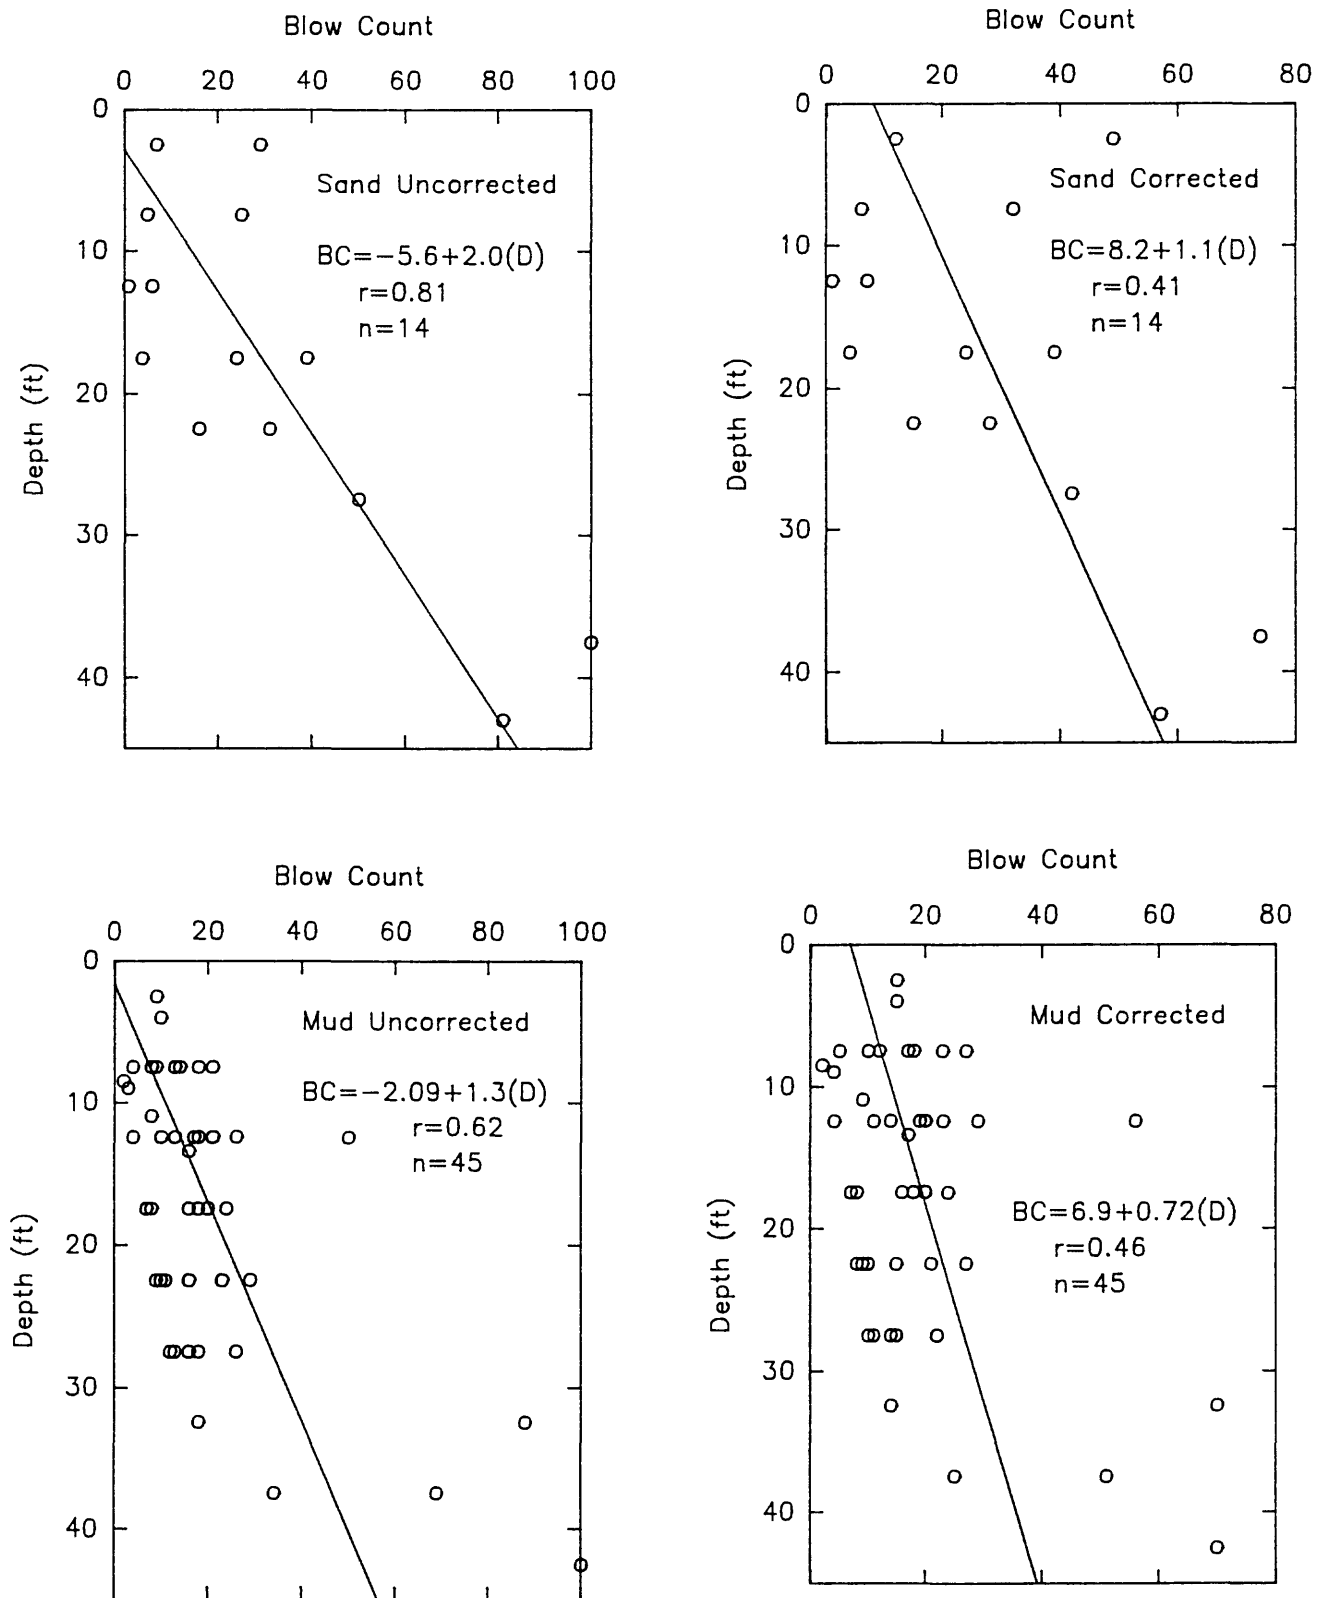 Blow Count
0 20 40 60 80 100
0
10
20
30
40
Depth (ft)
Sand Uncorrected
BC=-5.6+2.0(D)
r=0.81
n=14
Blow Count
0 20 40 60 80
0
10
20
30
40
Depth (ft)
Sand Corrected
BC=8.2+1.1(D)
r=0.41
n=14
Blow Count
0 20 40 60 80 100
0
10
20
30
40
Depth (ft)
Mud Uncorrected
BC=-2.09+1.3(D)
r=0.62
n=45
Blow Count
0 20 40 60 80
0
10
20
30
40
Depth (ft)
Mud Corrected
BC=6.9+0.72(D)
r=0.46
n=45